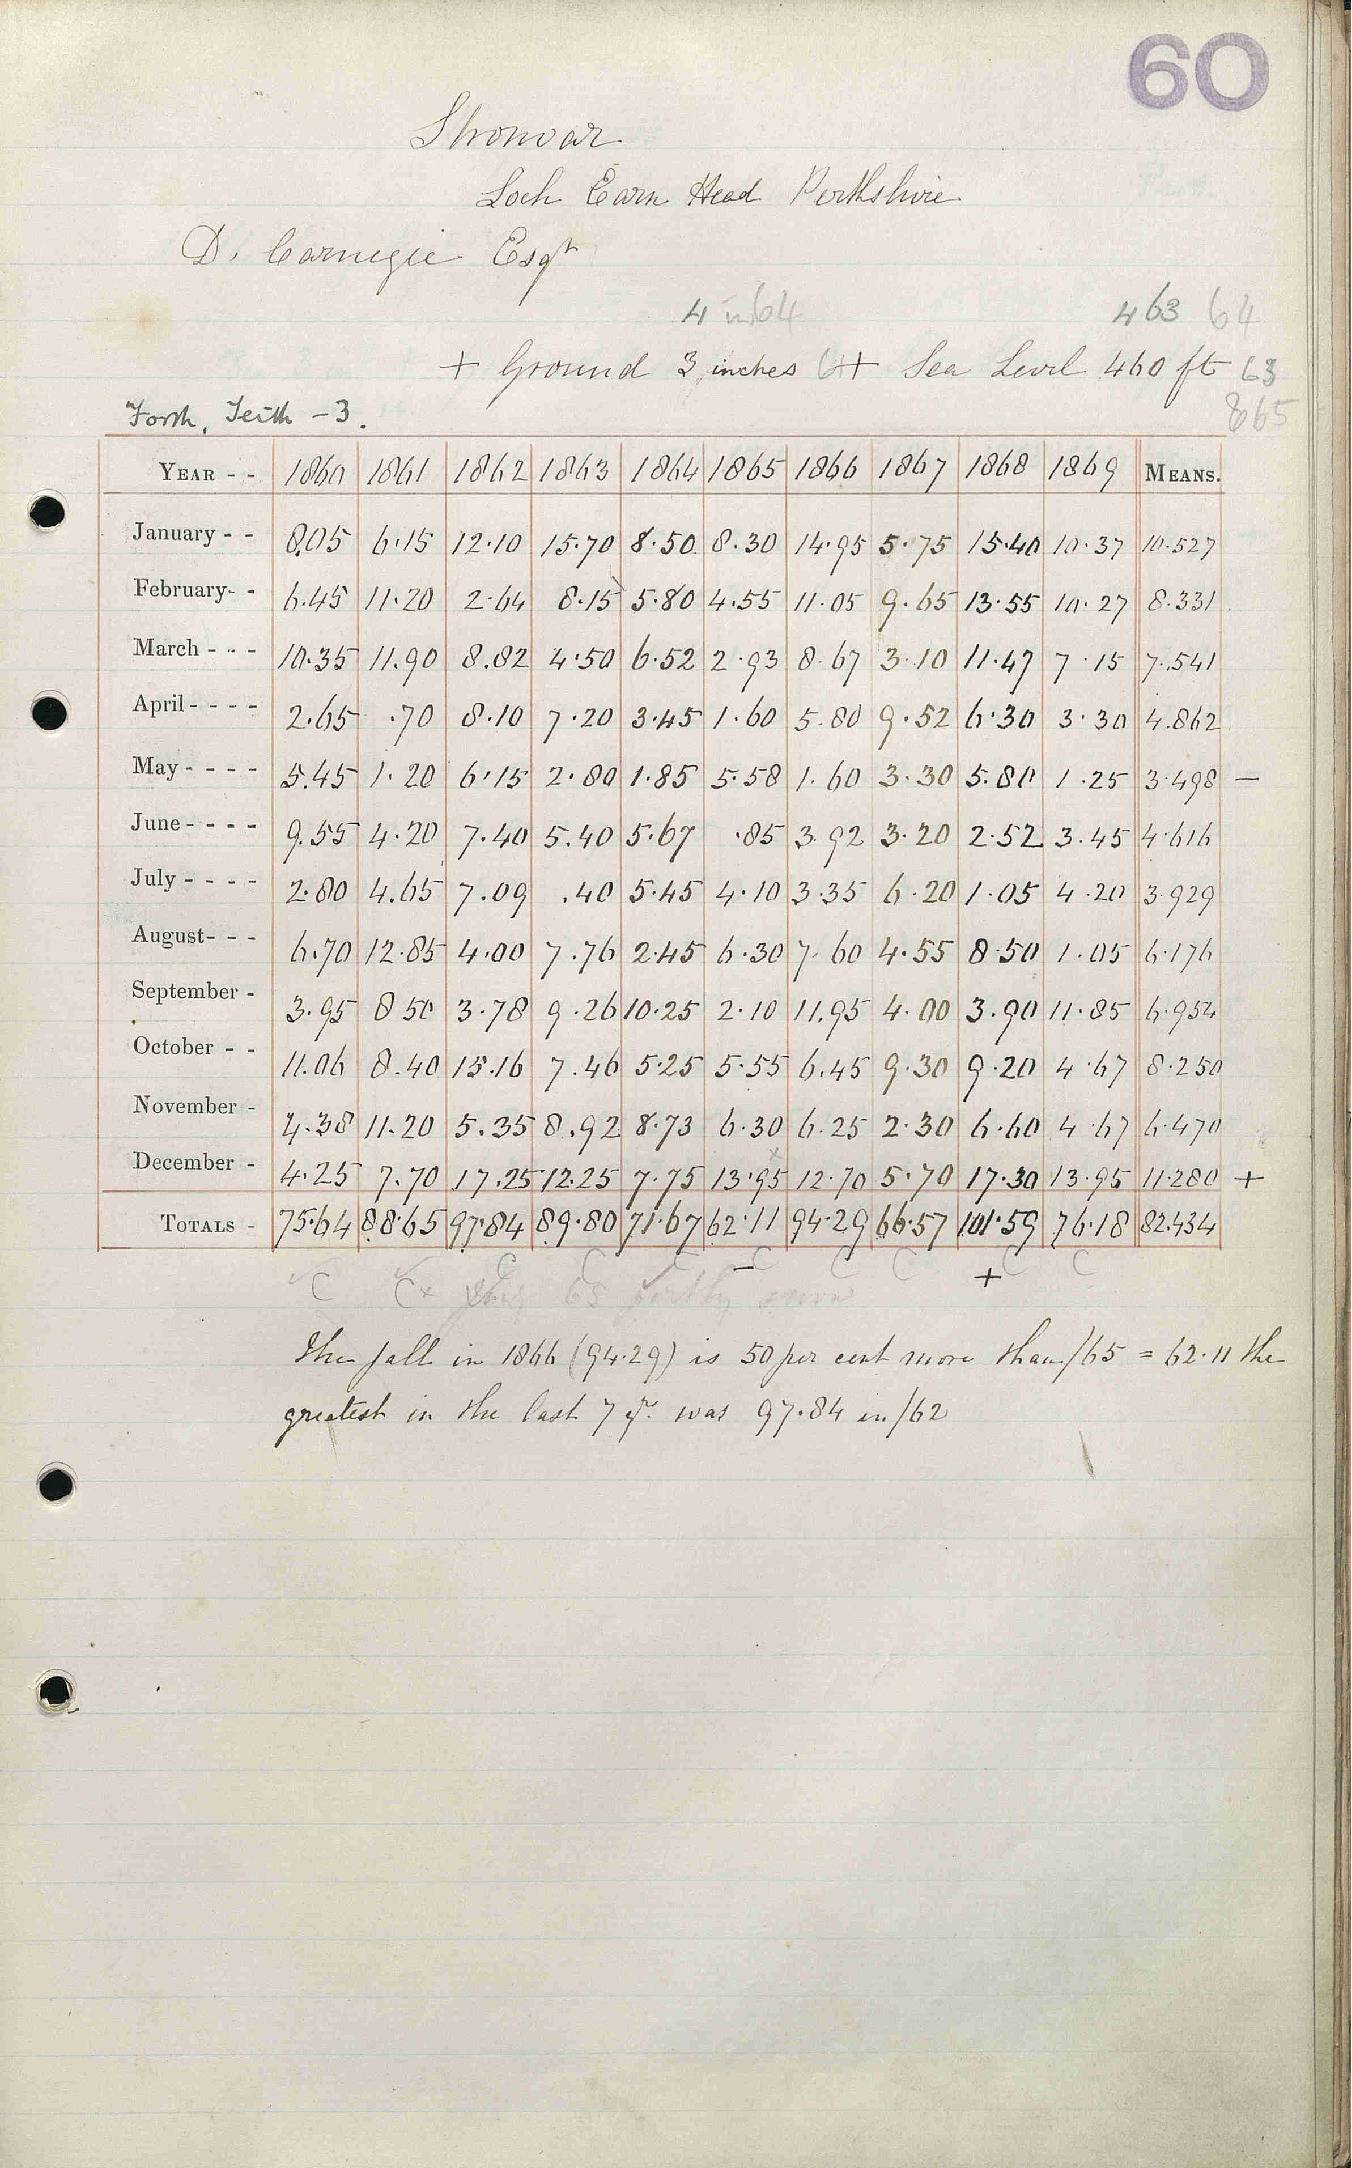 60
Stronvar
Loch Earn Head Perthshire
D. Carnegie Esqr
4 in 64 463 64
+ Ground 3 inches 64 + Sea Level 460 ft 63
865
Forth, Teith - 3.
YEAR - - 1860 1861 1862 1863 1864 1865 1866 1867 1868 1869 MEANS.
January - - 8.05 6.15 12.10 15.70 8.50 8.30 14.95 5.75 15.40 10.37 10.527
February- - 6.45 11.20 2.64 8.15 5.80 4.55 11.05 9.65 13.55 10.27 8.331
March - - - 10.35 11.90 8.82 4.50 6.52 2.93 8.67 3.10 11.47 7.15 7.541
April - - - - 2.65 .70 8.10 7.20 3.45 1.60 5.80 9.52 6.30 3.30 4.862
May - - - - 5.45 1.20 6.15 2.80 1.85 5.58 1.60 3.30 5.80 1.25 3.498 —
June - - - - 9.55 4.20 7.40 5.40 5.67 .85 3.92 3.20 2.52 3.45 4.616
July - - - - 2.80 4.65 7.09 .40 5.45 4.10 3.35 6.20 1.05 4.20 3.929
August- - - 6.70 12.85 4.00 7.76 2.45 6.30 7.60 4.55 8.50 1.05 6.176
September - 3.95 8.50 3.78 9.26 10.25 2.10 11.95 4.00 3.90 11.85 6.954
October - - 11.06 8.40 15.16 7.46 5.25 5.55 6.45 9.30 9.20 4.67 8.250
November - 4.38 11.20 5.35 8.92 8.73 6.30 6.25 2.30 6.60 4.67 6.470
December - 4.25 7.70 17.25 12.25 7.75 13.95 12.70 5.70 17.30 13.95 11.280 +
TOTALS - 75.64 88.65 97.84 89.80 71.67 62.11 94.29 66.57 101.59 76.18 82.434
C C C C C — C C C + C C
partly snow
The fall in 1866 (94.29) is 50 per cent more than /65 = 62.11 the
greatest in the last 7 yr. was 97.84 in /62